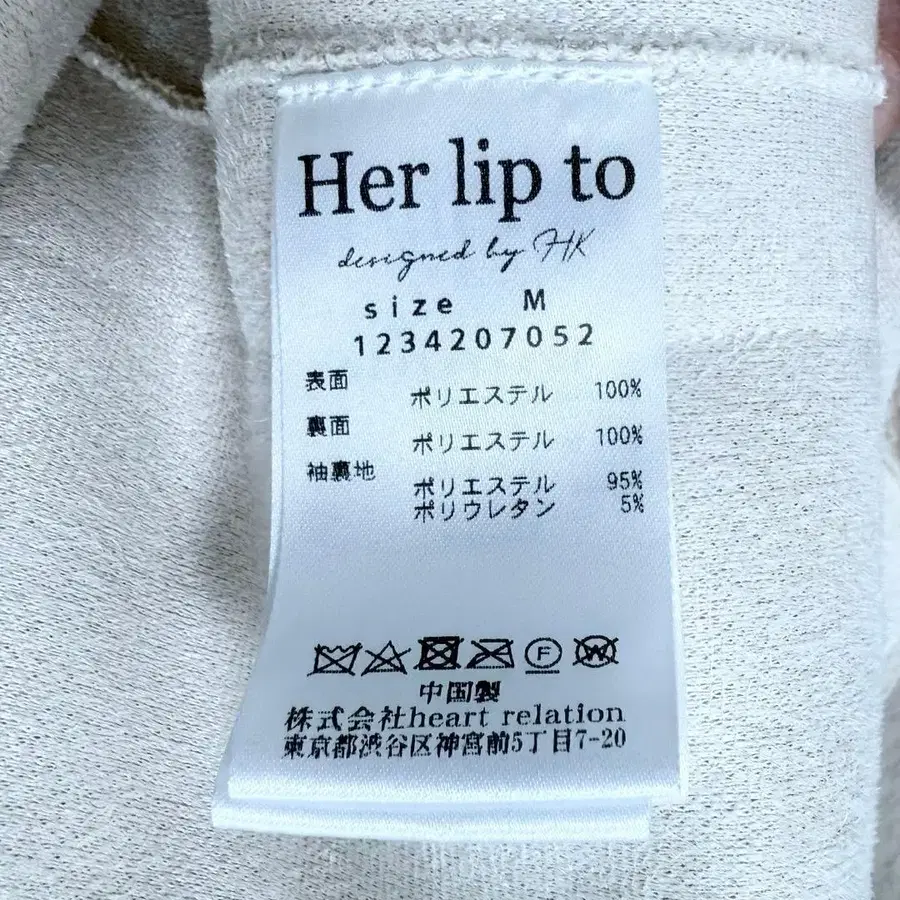 Her lip to
designed by HK
size M
1234207052
表面
ポリエステル 100%
裏面
ポリエステル 100%
袖裏地
ポリエステル 95%
ポリウレタン 5%
F W
中国製
株式会社heart relation
東京都渋谷区神宮前5丁目7-20